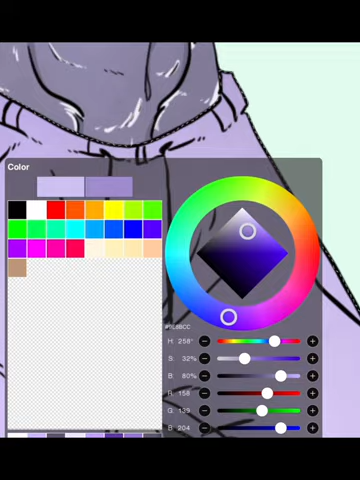 Color
#9E8BCC
H: 258°
S: 32%
B: 80%
R: 158
G: 139
B: 204